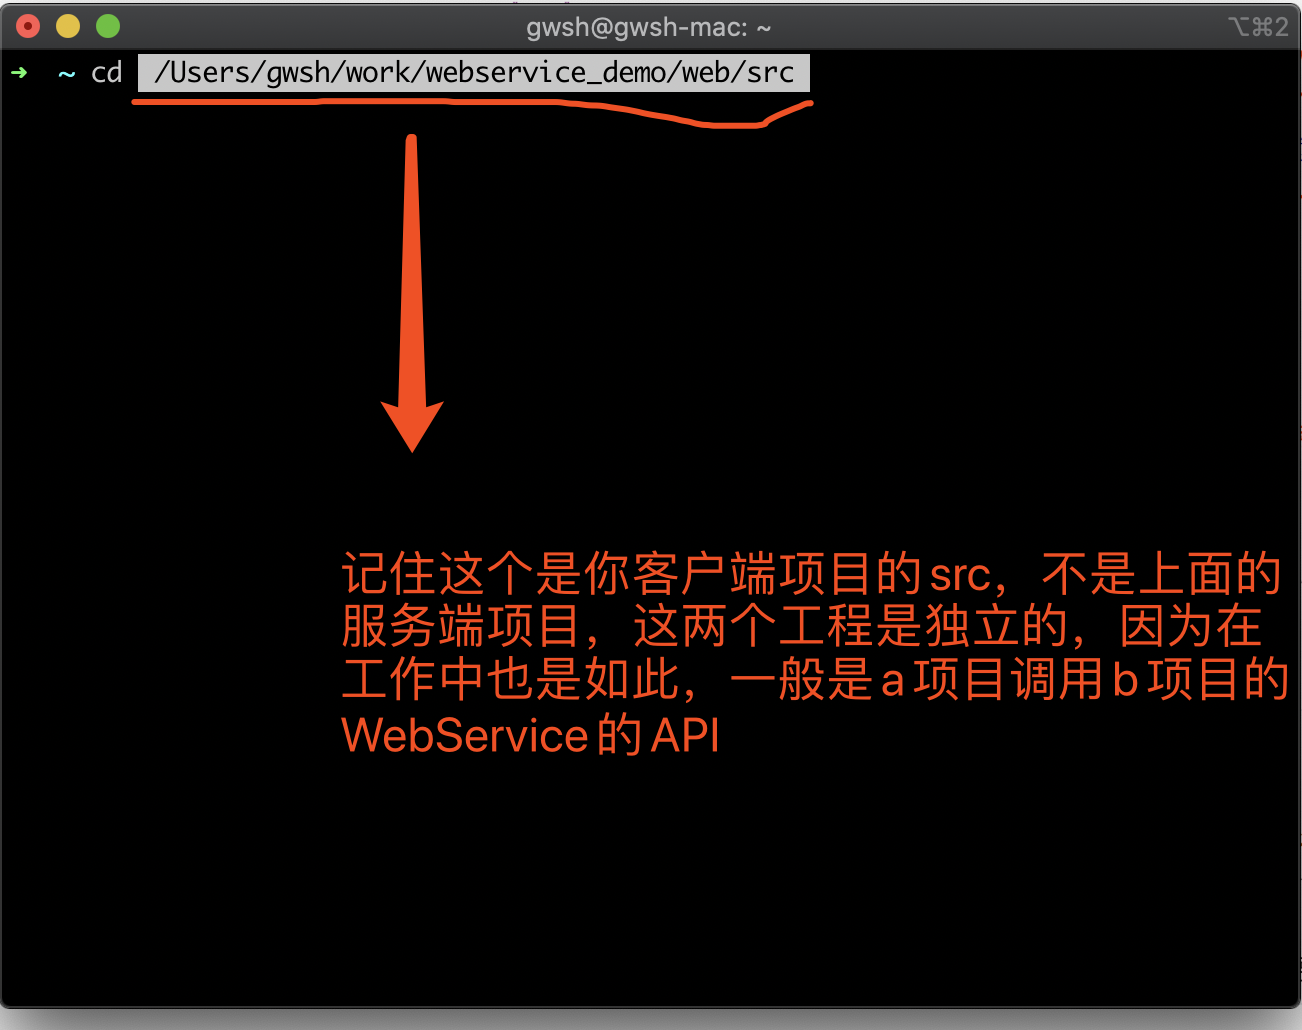 gwsh@gwsh-mac: ~
⌥⌘2
➜ ~ cd /Users/gwsh/work/webservice_demo/web/src
记住这个是你客户端项目的src，不是上面的
服务端项目，这两个工程是独立的，因为在
工作中也是如此，一般是a项目调用b项目的
WebService的API